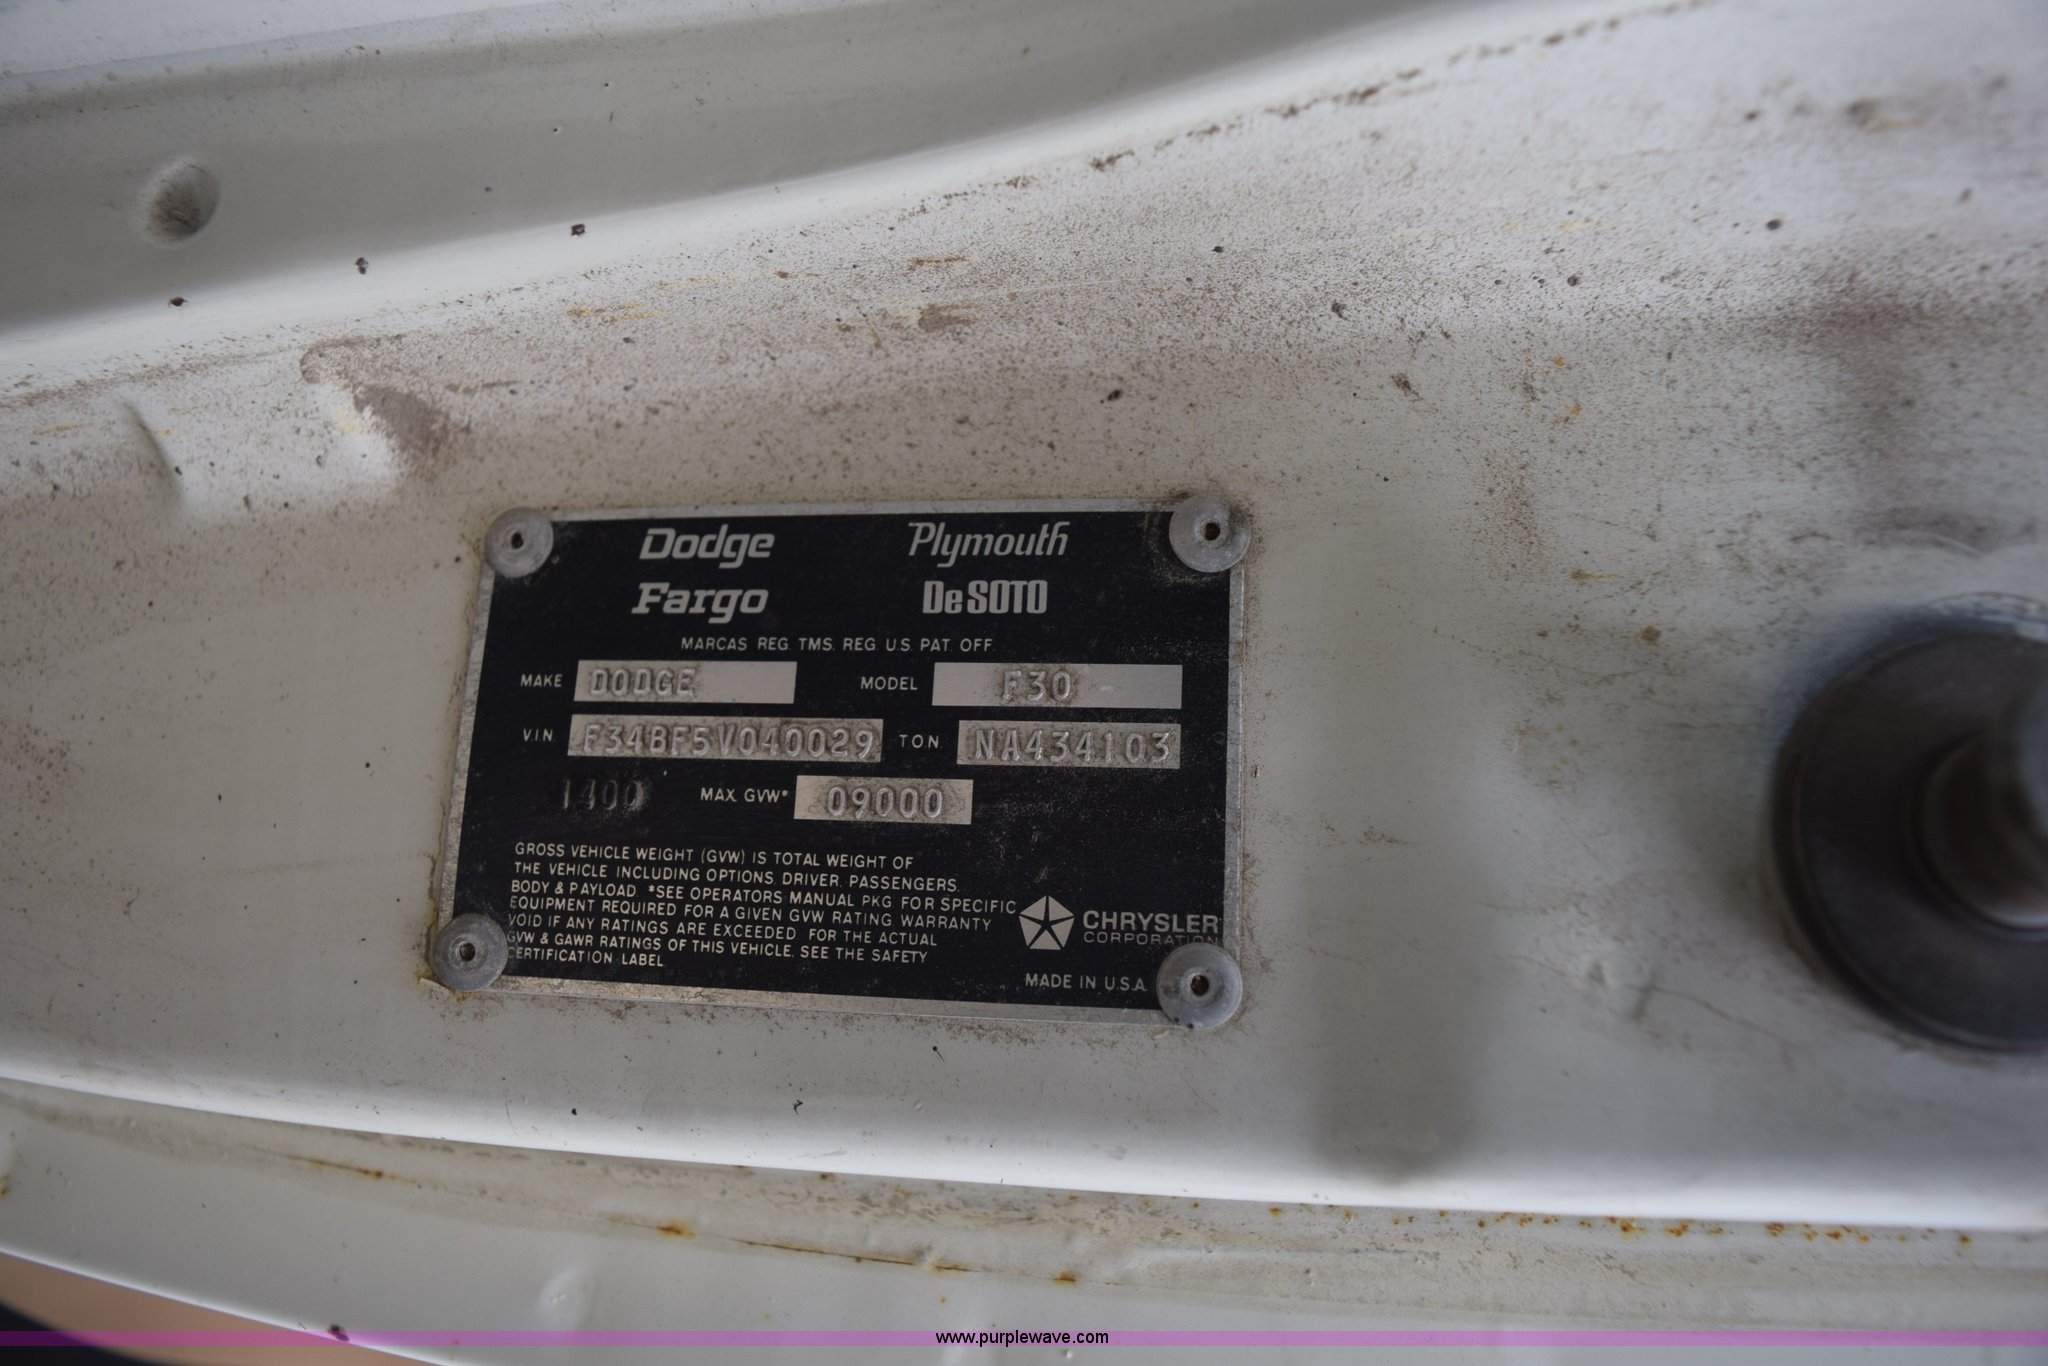 Dodge Plymouth
Fargo DeSOTO
MARCAS REG. TMS. REG. U.S. PAT. OFF.
MAKE DODGE MODEL F30
V.I.N. F34BF5V040029 T.O.N. NA434103
1400 MAX. GVW* 09000
GROSS VEHICLE WEIGHT (GVW) IS TOTAL WEIGHT OF
THE VEHICLE INCLUDING OPTIONS, DRIVER, PASSENGERS,
BODY & PAYLOAD. *SEE OPERATORS MANUAL PKG. FOR SPECIFIC
EQUIPMENT REQUIRED FOR A GIVEN GVW RATING WARRANTY
VOID IF ANY RATINGS ARE EXCEEDED. FOR THE ACTUAL
GVW & GAWR RATINGS OF THIS VEHICLE, SEE THE SAFETY
CERTIFICATION LABEL.
CHRYSLER
CORPORATION
MADE IN U.S.A.
www.purplewave.com